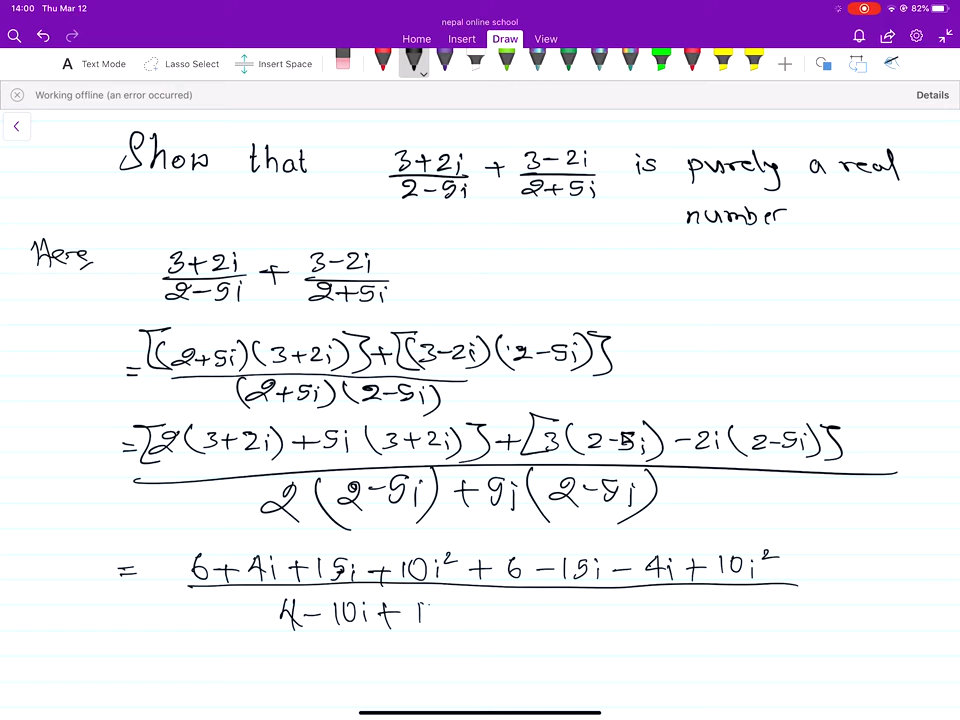 14:00 Thu Mar 12
82%
nepal online school
Home Insert Draw View
Text Mode Lasso Select Insert Space
Working offline (an error occurred) Details
Show that (3+2i)/(2-5i) + (3-2i)/(2+5i) is purely a real
number
Here,
(3+2i)/(2-5i) + (3-2i)/(2+5i)
= [(2+5i)(3+2i)]+[(3-2i)(2-5i)]
(2+5i)(2-5i)
= [2(3+2i)+5i(3+2i)]+[3(2-5i)-2i(2-5i)]
2(2-5i)+5i(2-5i)
= 6+4i+15i+10i²+6-15i-4i+10i²
4-10i+1